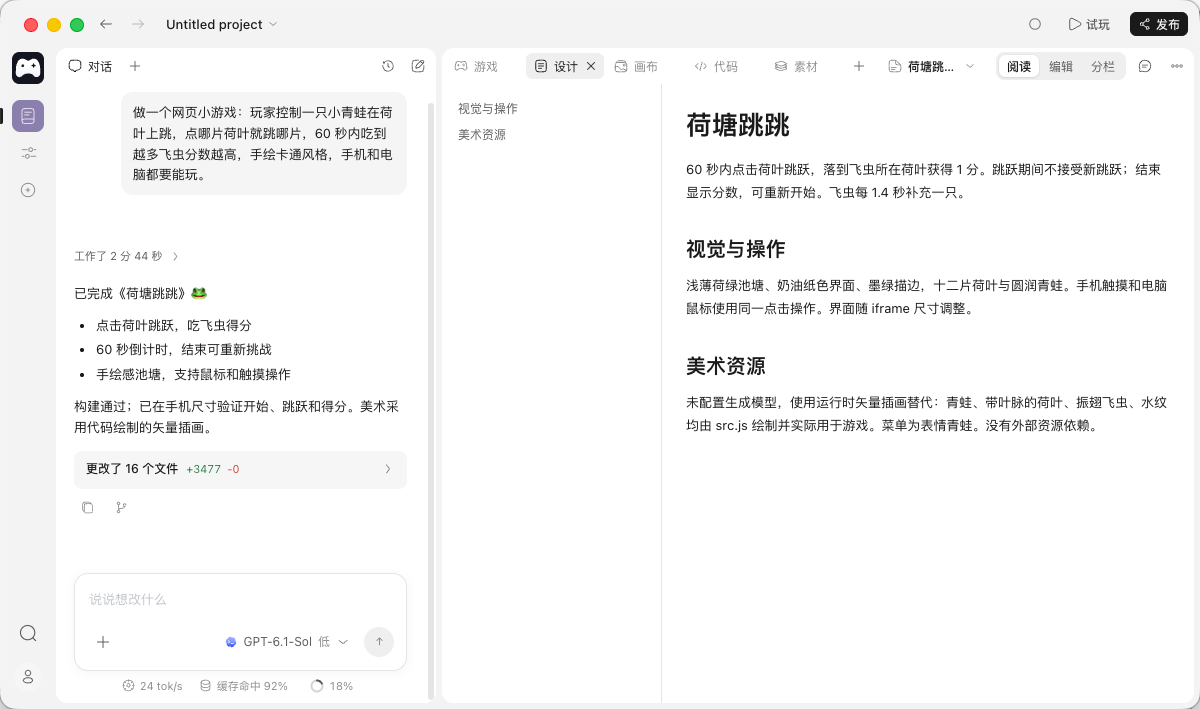 Untitled project
试玩
发布
对话
做一个网页小游戏：玩家控制一只小青蛙在荷
叶上跳，点哪片荷叶就跳哪片，60 秒内吃到
越多飞虫分数越高，手绘卡通风格，手机和电
脑都要能玩。
工作了 2 分 44 秒
已完成《荷塘跳跳》🐸
点击荷叶跳跃，吃飞虫得分
60 秒倒计时，结束可重新挑战
手绘感池塘，支持鼠标和触摸操作
构建通过；已在手机尺寸验证开始、跳跃和得分。美术采
用代码绘制的矢量插画。
更改了 16 个文件 +3477 -0
说说想改什么
GPT-6.1-Sol 低
24 tok/s 缓存命中 92% 18%
游戏 设计 画布 代码 素材 荷塘跳... 阅读 编辑 分栏
视觉与操作
美术资源
荷塘跳跳
60 秒内点击荷叶跳跃，落到飞虫所在荷叶获得 1 分。跳跃期间不接受新跳跃；结束
显示分数，可重新开始。飞虫每 1.4 秒补充一只。
视觉与操作
浅薄荷绿池塘、奶油纸色界面、墨绿描边，十二片荷叶与圆润青蛙。手机触摸和电脑
鼠标使用同一点击操作。界面随 iframe 尺寸调整。
美术资源
未配置生成模型，使用运行时矢量插画替代：青蛙、带叶脉的荷叶、振翅飞虫、水纹
均由 src.js 绘制并实际用于游戏。菜单为表情青蛙。没有外部资源依赖。